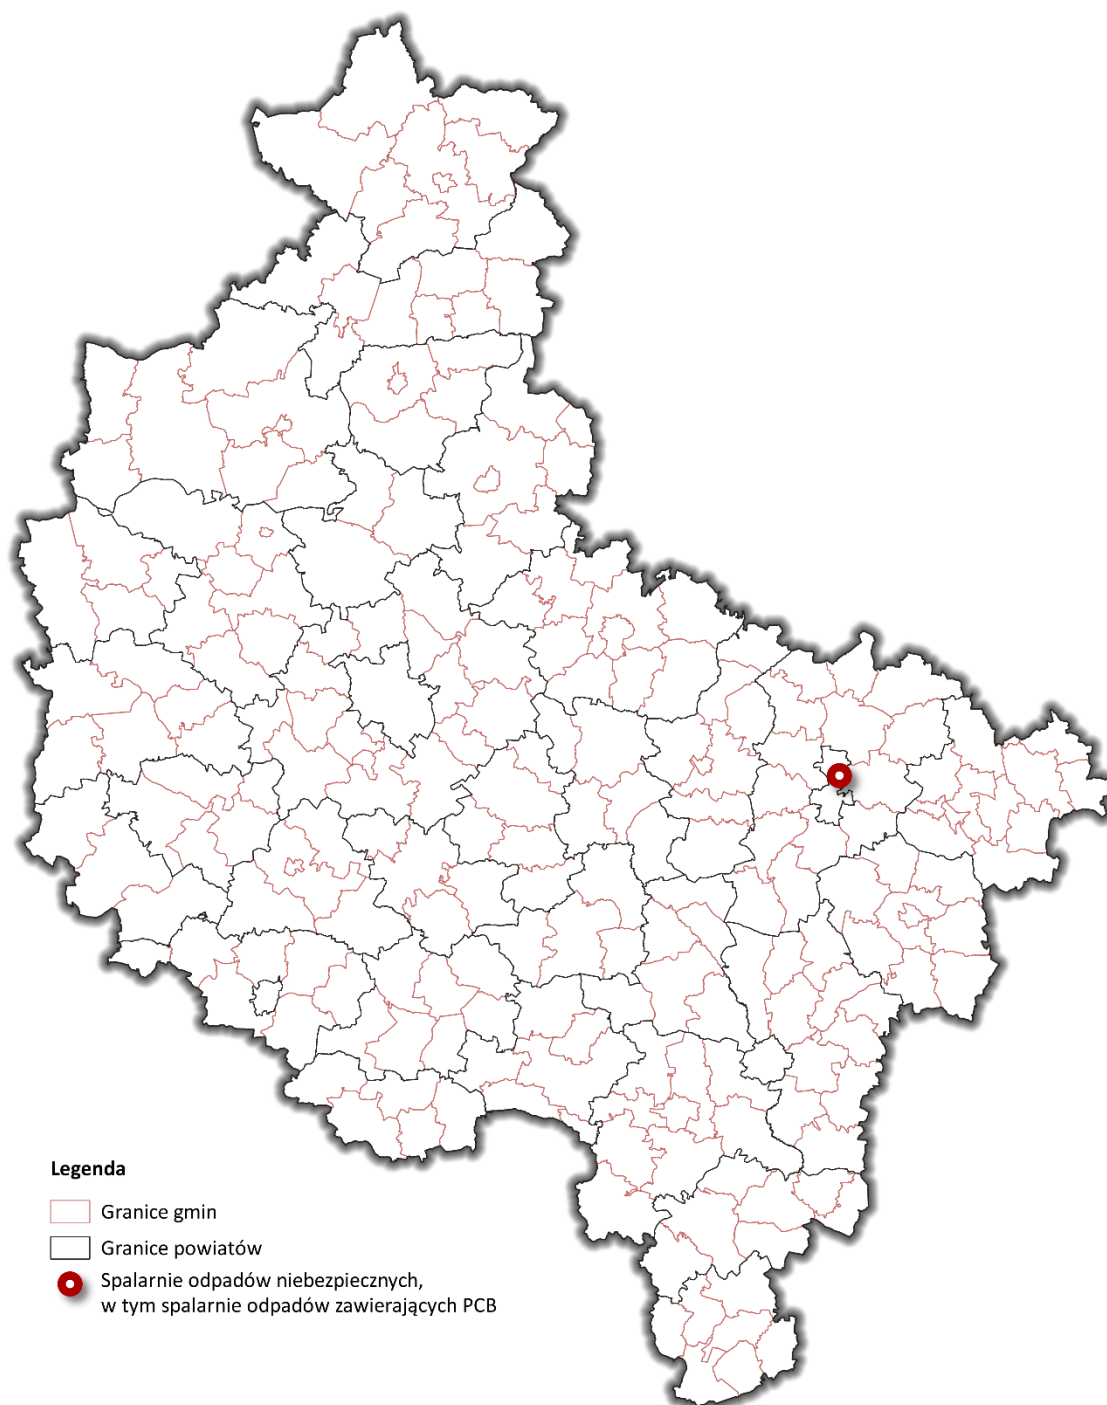 Legenda
Granice gmin
Granice powiatów
Spalarnie odpadów niebezpiecznych,
w tym spalarnie odpadów zawierających PCB